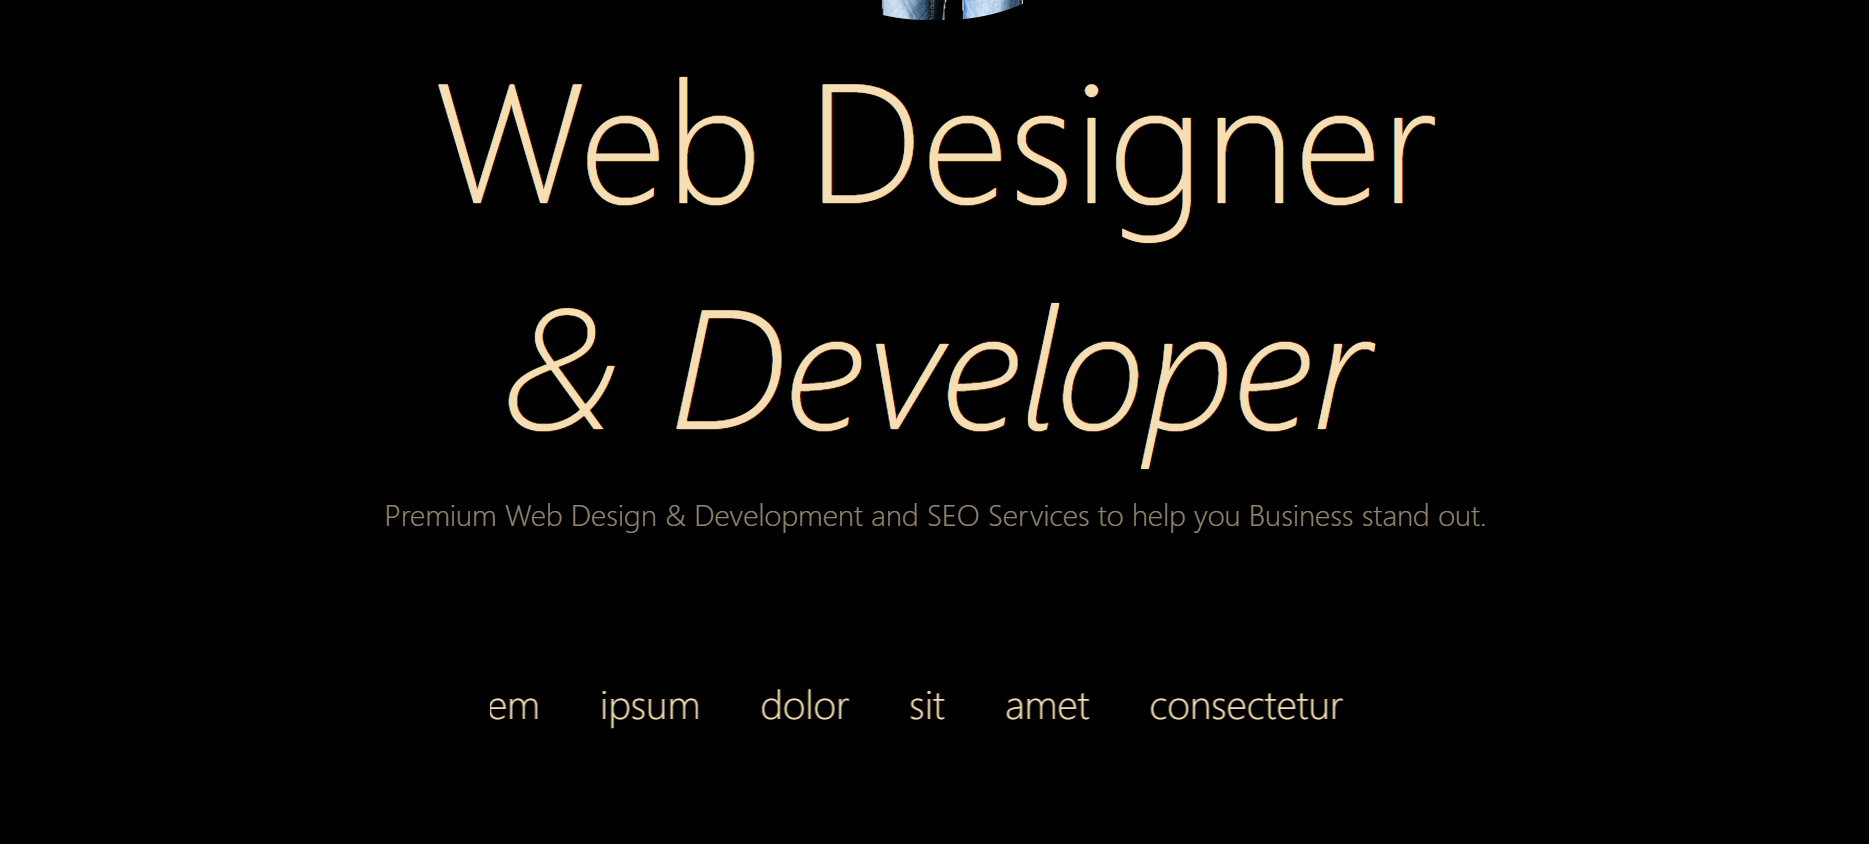 Web Designer
& Developer
Premium Web Design & Development and SEO Services to help you Business stand out.
em ipsum dolor sit amet consectetur